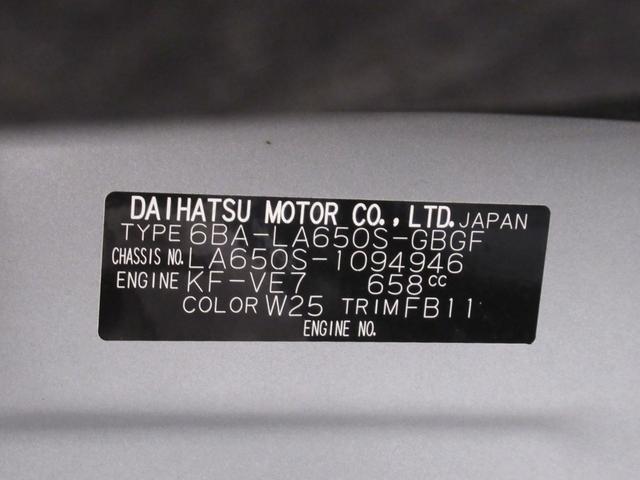 DAIHATSU MOTOR CO., LTD. JAPAN
TYPE 6BA-LA650S-GBGF
CHASSIS NO. LA650S-1094946
ENGINE KF-VE7 658cc
COLOR W25 TRIM FB11
ENGINE NO.